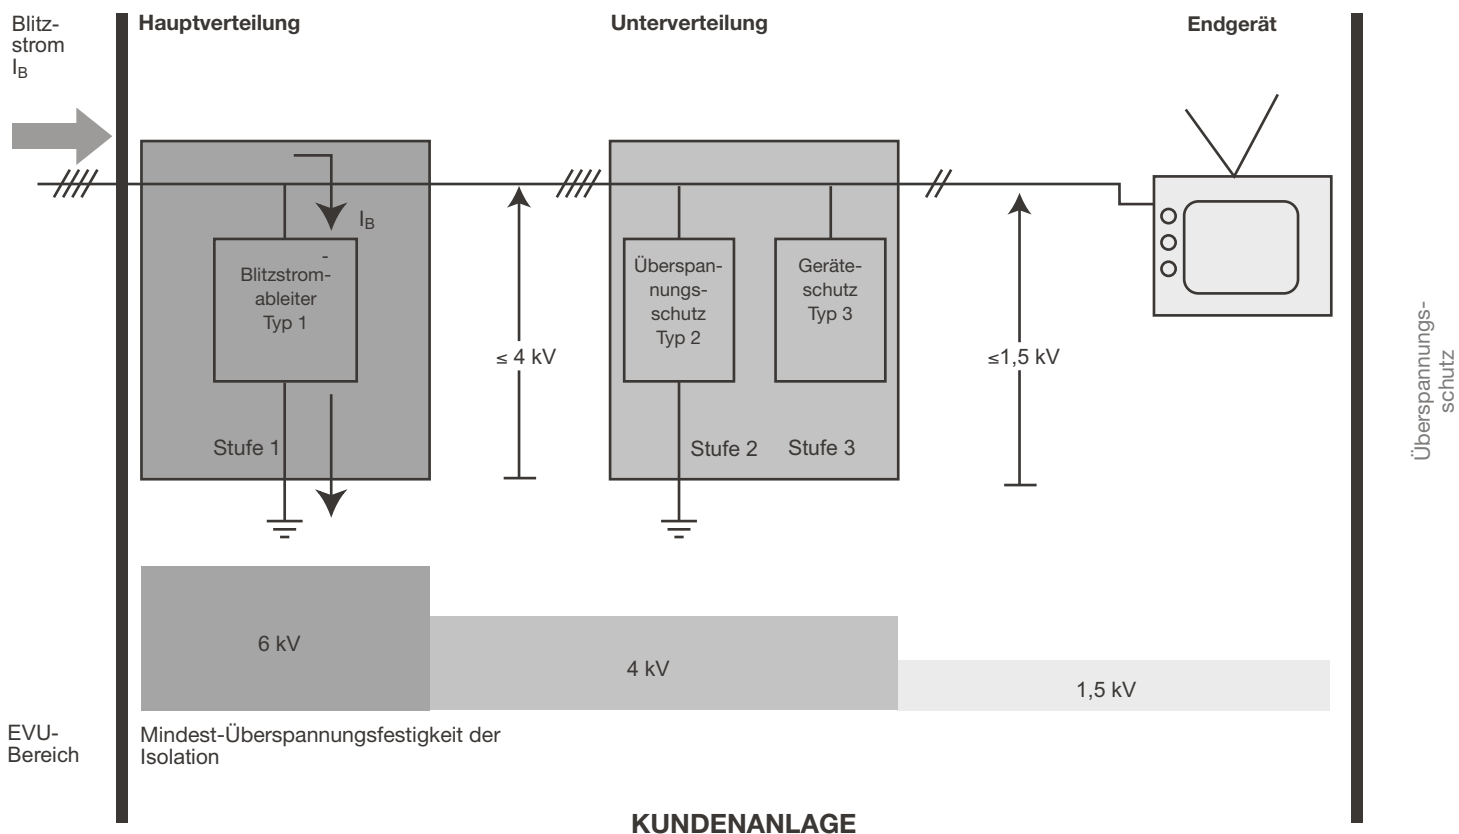 Blitz-
strom
IB
Hauptverteilung
Unterverteilung
Endgerät
IB
-
Blitzstrom-
ableiter
Typ 1
Stufe 1
≤ 4 kV
Überspan-
nungs-
schutz
Typ 2
Geräte-
schutz
Typ 3
Stufe 2
Stufe 3
≤1,5 kV
Überspannungs-
schutz
6 kV
4 kV
1,5 kV
EVU-
Bereich
Mindest-Überspannungsfestigkeit der
Isolation
KUNDENANLAGE